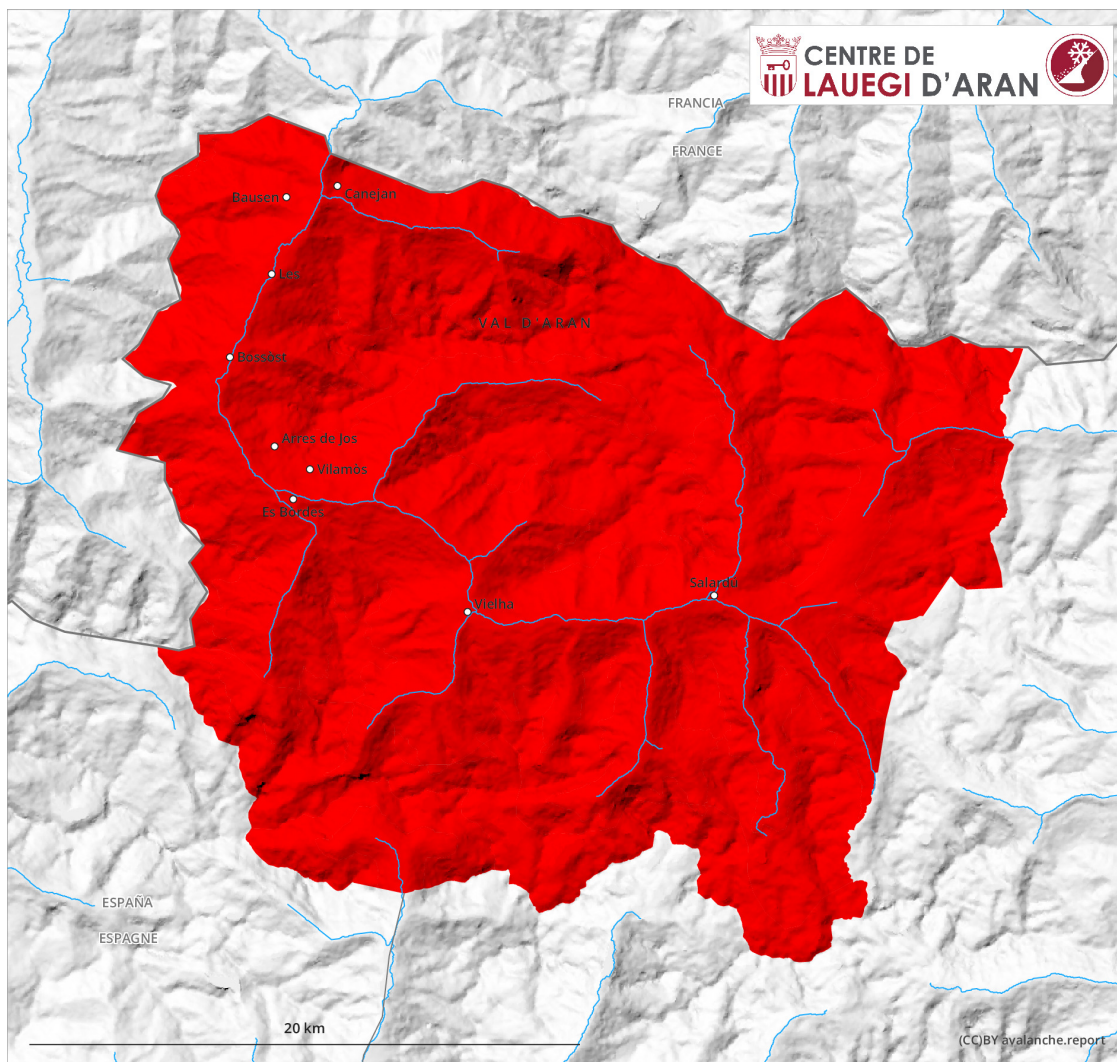 CENTRE DE
LAUEGI D'ARAN
FRANCIA
FRANCE
Canejan
Bausen
Les
VAL D'ARAN
Bossòst
Arres de Jos
Vilamòs
Es Bordes
Salardú
Vielha
ESPAÑA
ESPAGNE
20 km
(CC)BY avalanche.report